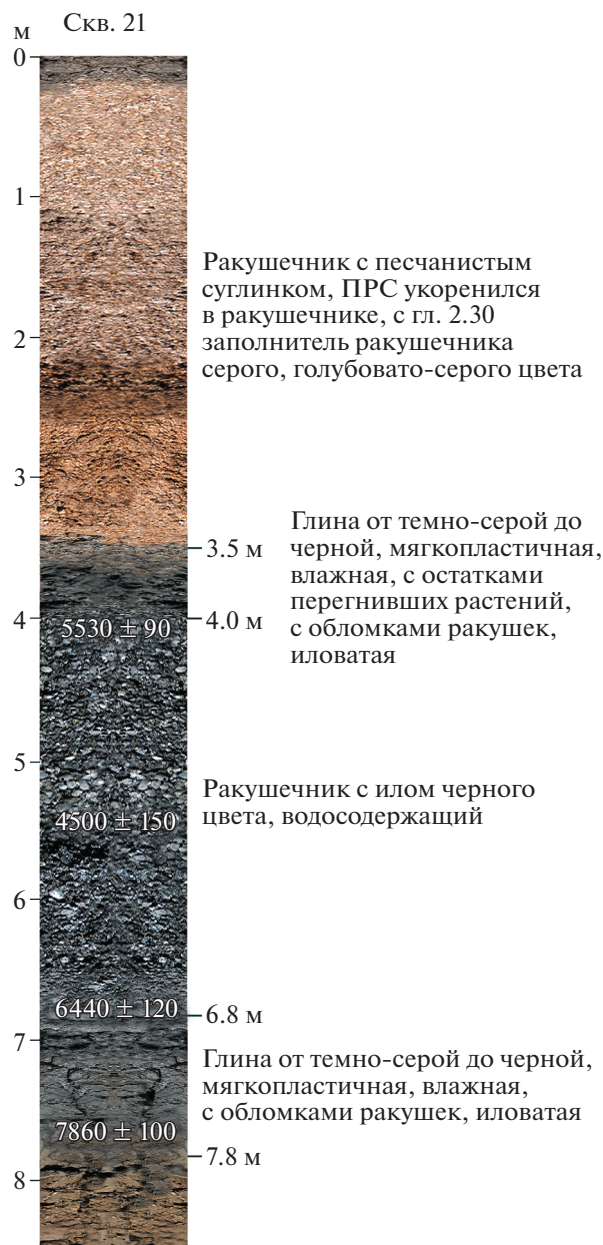 Скв. 21
м
0
1
Ракушечник с песчанистым
суглинком, ПРС укоренился
в ракушечнике, с гл. 2.30
заполнитель ракушечника
серого, голубовато-серого цвета
2
3
3.5 м
Глина от темно-серой до
черной, мягкопластичная,
влажная, с остатками
перегнивших растений,
с обломками ракушек,
иловатая
4
4.0 м
5530 ± 90
5
Ракушечник с илом черного
цвета, водосодержащий
4500 ± 150
6
6440 ± 120
6.8 м
7
Глина от темно-серой до черной,
мягкопластичная, влажная,
с обломками ракушек, иловатая
7860 ± 100
7.8 м
8